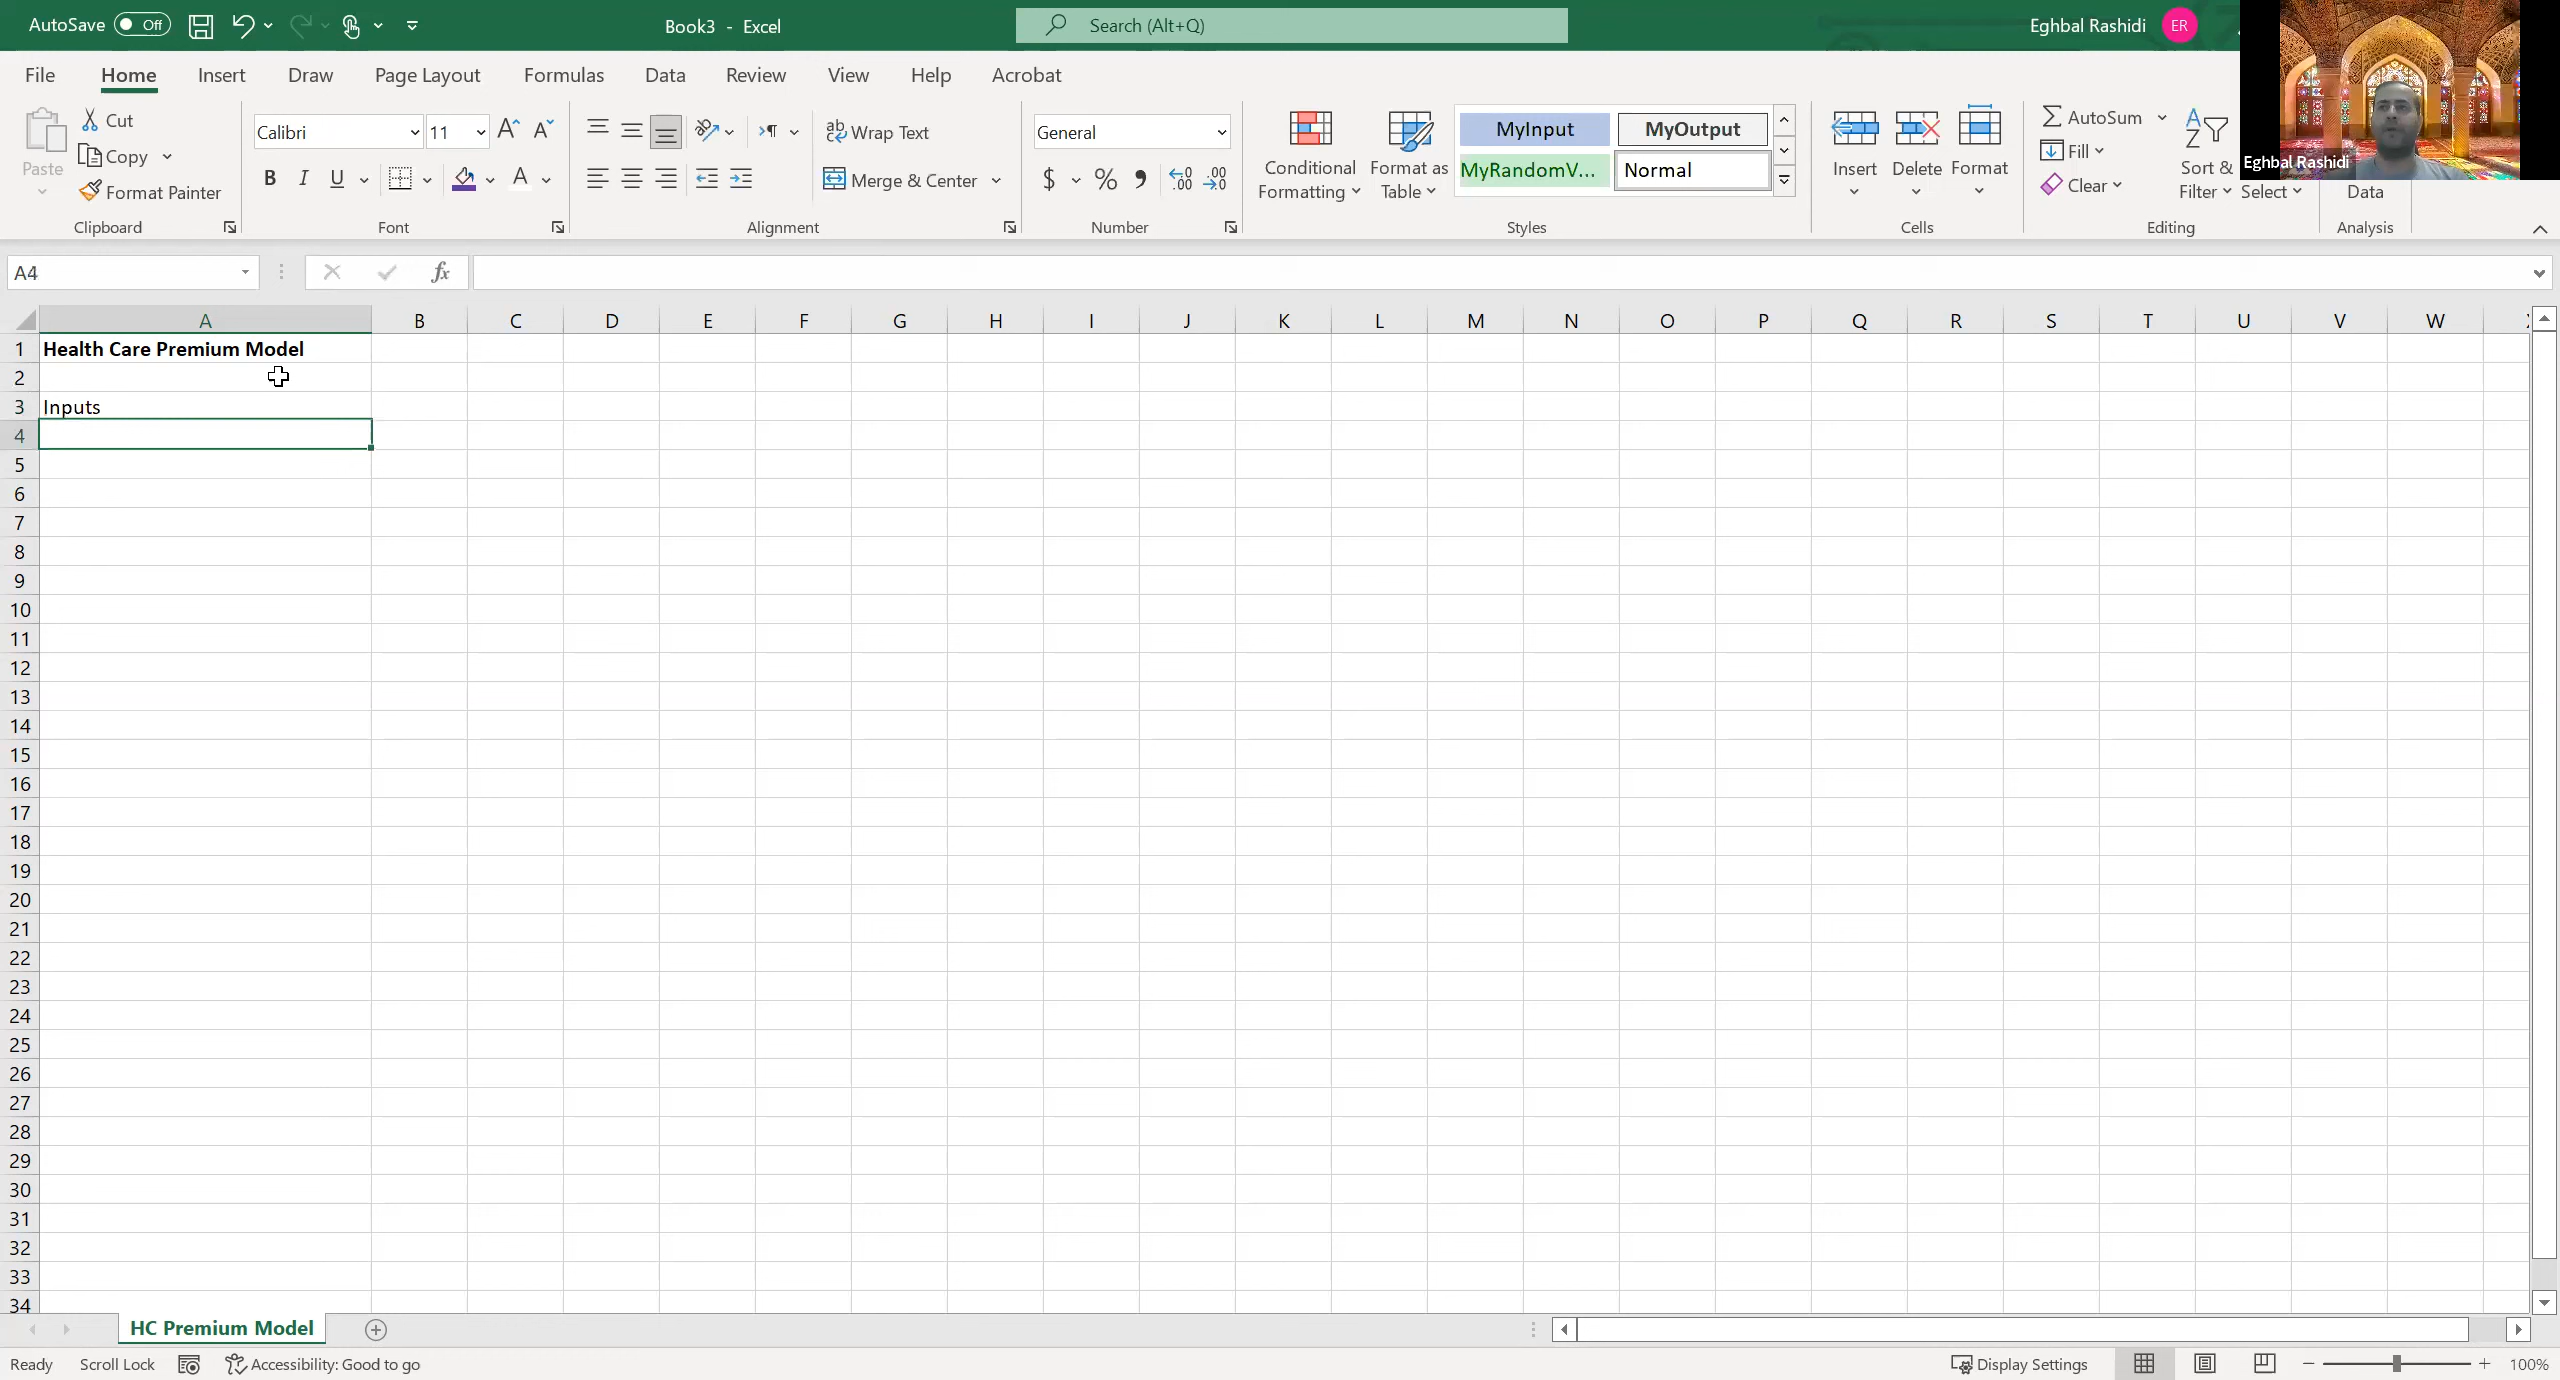 AutoSave Off
Book3 - Excel
Search (Alt+Q)
Eghbal Rashidi ER
File Home Insert Draw Page Layout Formulas Data Review View Help Acrobat
Paste
Cut
Copy
Format Painter
Clipboard
Calibri 11
B I U
Font
Wrap Text
Merge & Center
Alignment
General
$ % ,
Number
Conditional Formatting
Format as Table
MyInput MyOutput
MyRandomV... Normal
Styles
Insert Delete Format
Cells
AutoSum
Fill
Clear
Sort & Filter
Select
Editing
Data
Analysis
Eghbal Rashidi
A4 fx
A B C D E F G H I J K L M N O P Q R S T U V W
1 Health Care Premium Model
2
3 Inputs
4
5
6
7
8
9
10
11
12
13
14
15
16
17
18
19
20
21
22
23
24
25
26
27
28
29
30
31
32
33
34
HC Premium Model
Ready Scroll Lock Accessibility: Good to go Display Settings 100%